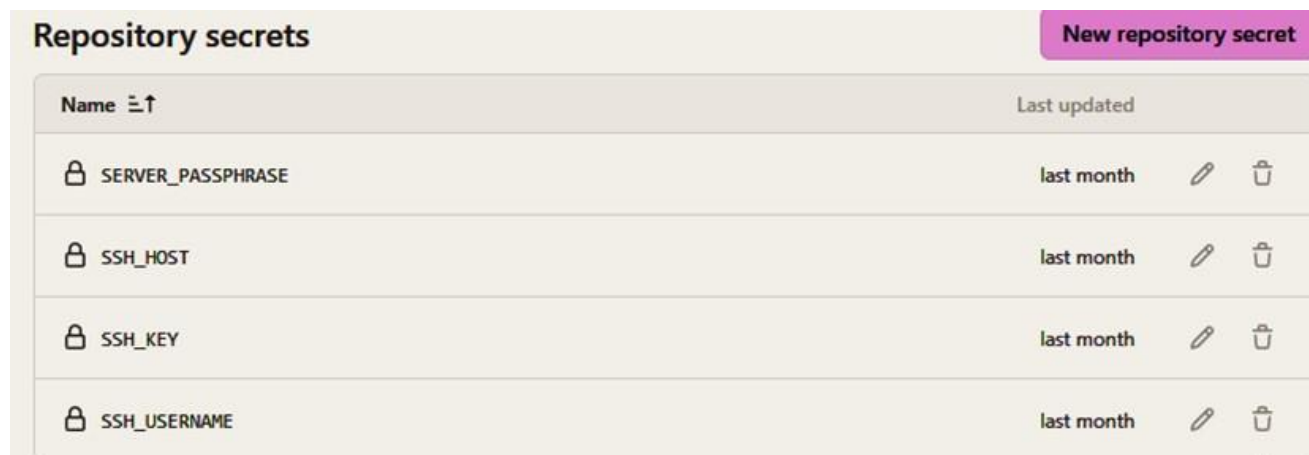 Repository secrets New repository secret
Name Last updated
SERVER_PASSPHRASE last month
SSH_HOST last month
SSH_KEY last month
SSH_USERNAME last month